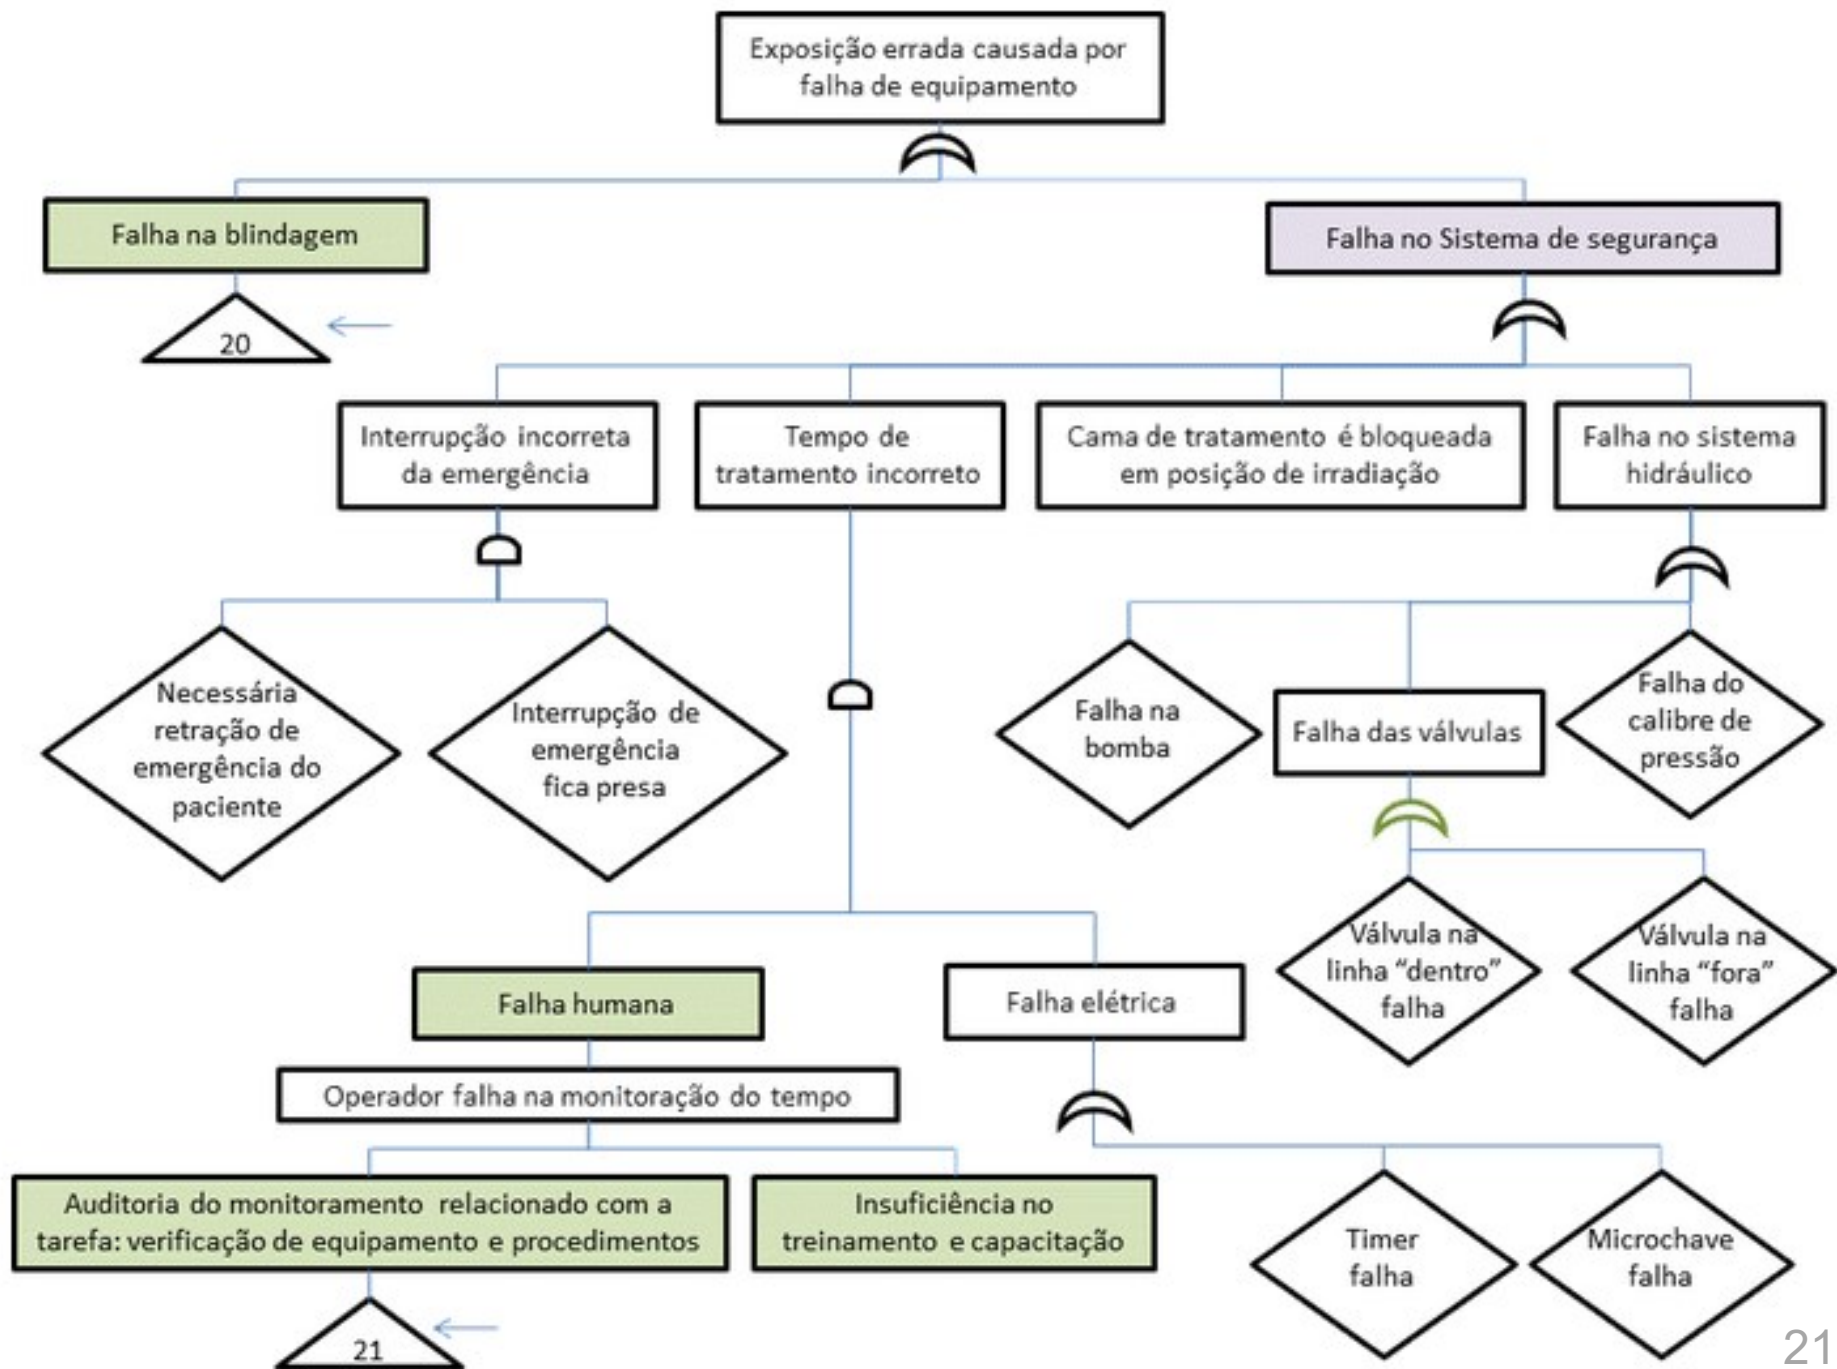 Exposição errada causada por
falha de equipamento
Falha na blindagem
Falha no Sistema de segurança
20
Interrupção incorreta
da emergência
Tempo de
tratamento incorreto
Cama de tratamento é bloqueada
em posição de irradiação
Falha no sistema
hidráulico
Necessária
retração de
emergência do
paciente
Interrupção de
emergência
fica presa
Falha na
bomba
Falha das válvulas
Falha do
calibre de
pressão
Válvula na
linha “dentro”
falha
Válvula na
linha “fora”
falha
Falha humana
Falha elétrica
Operador falha na monitoração do tempo
Auditoria do monitoramento relacionado com a
tarefa: verificação de equipamento e procedimentos
Insuficiência no
treinamento e capacitação
Timer
falha
Microchave
falha
21
21